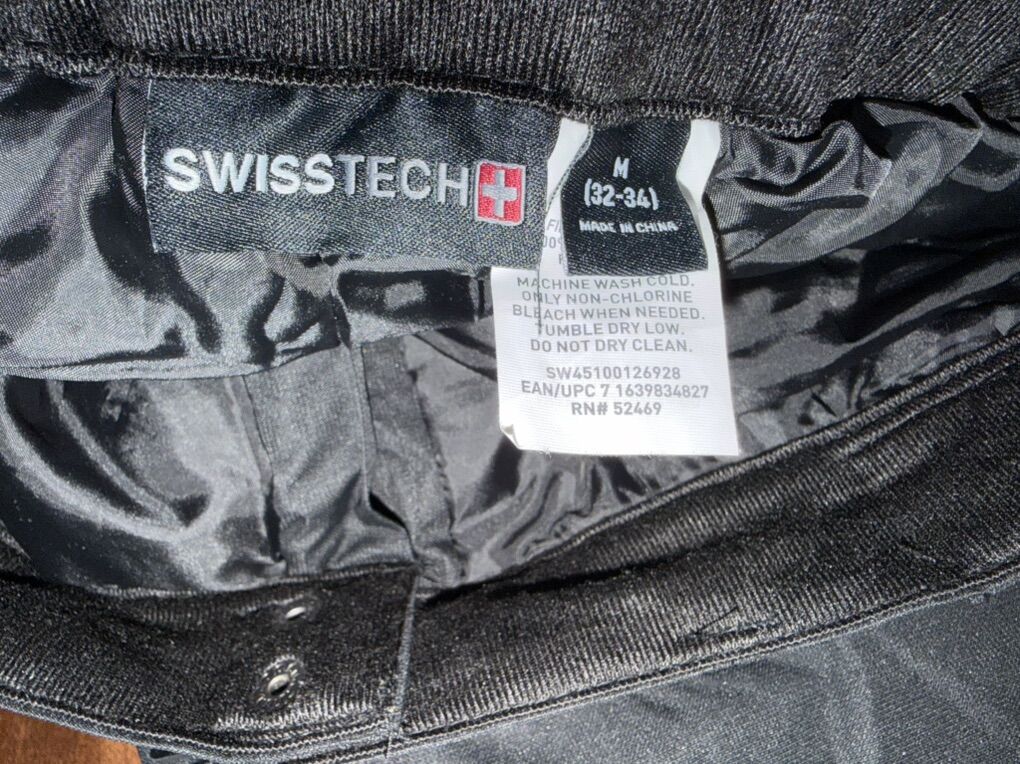 SWISSTECH
M
(32-34)
MADE IN CHINA
MACHINE WASH COLD.
ONLY NON-CHLORINE
BLEACH WHEN NEEDED.
TUMBLE DRY LOW.
DO NOT DRY CLEAN.
SW45100126928
EAN/UPC 7 1639834827
RN# 52469